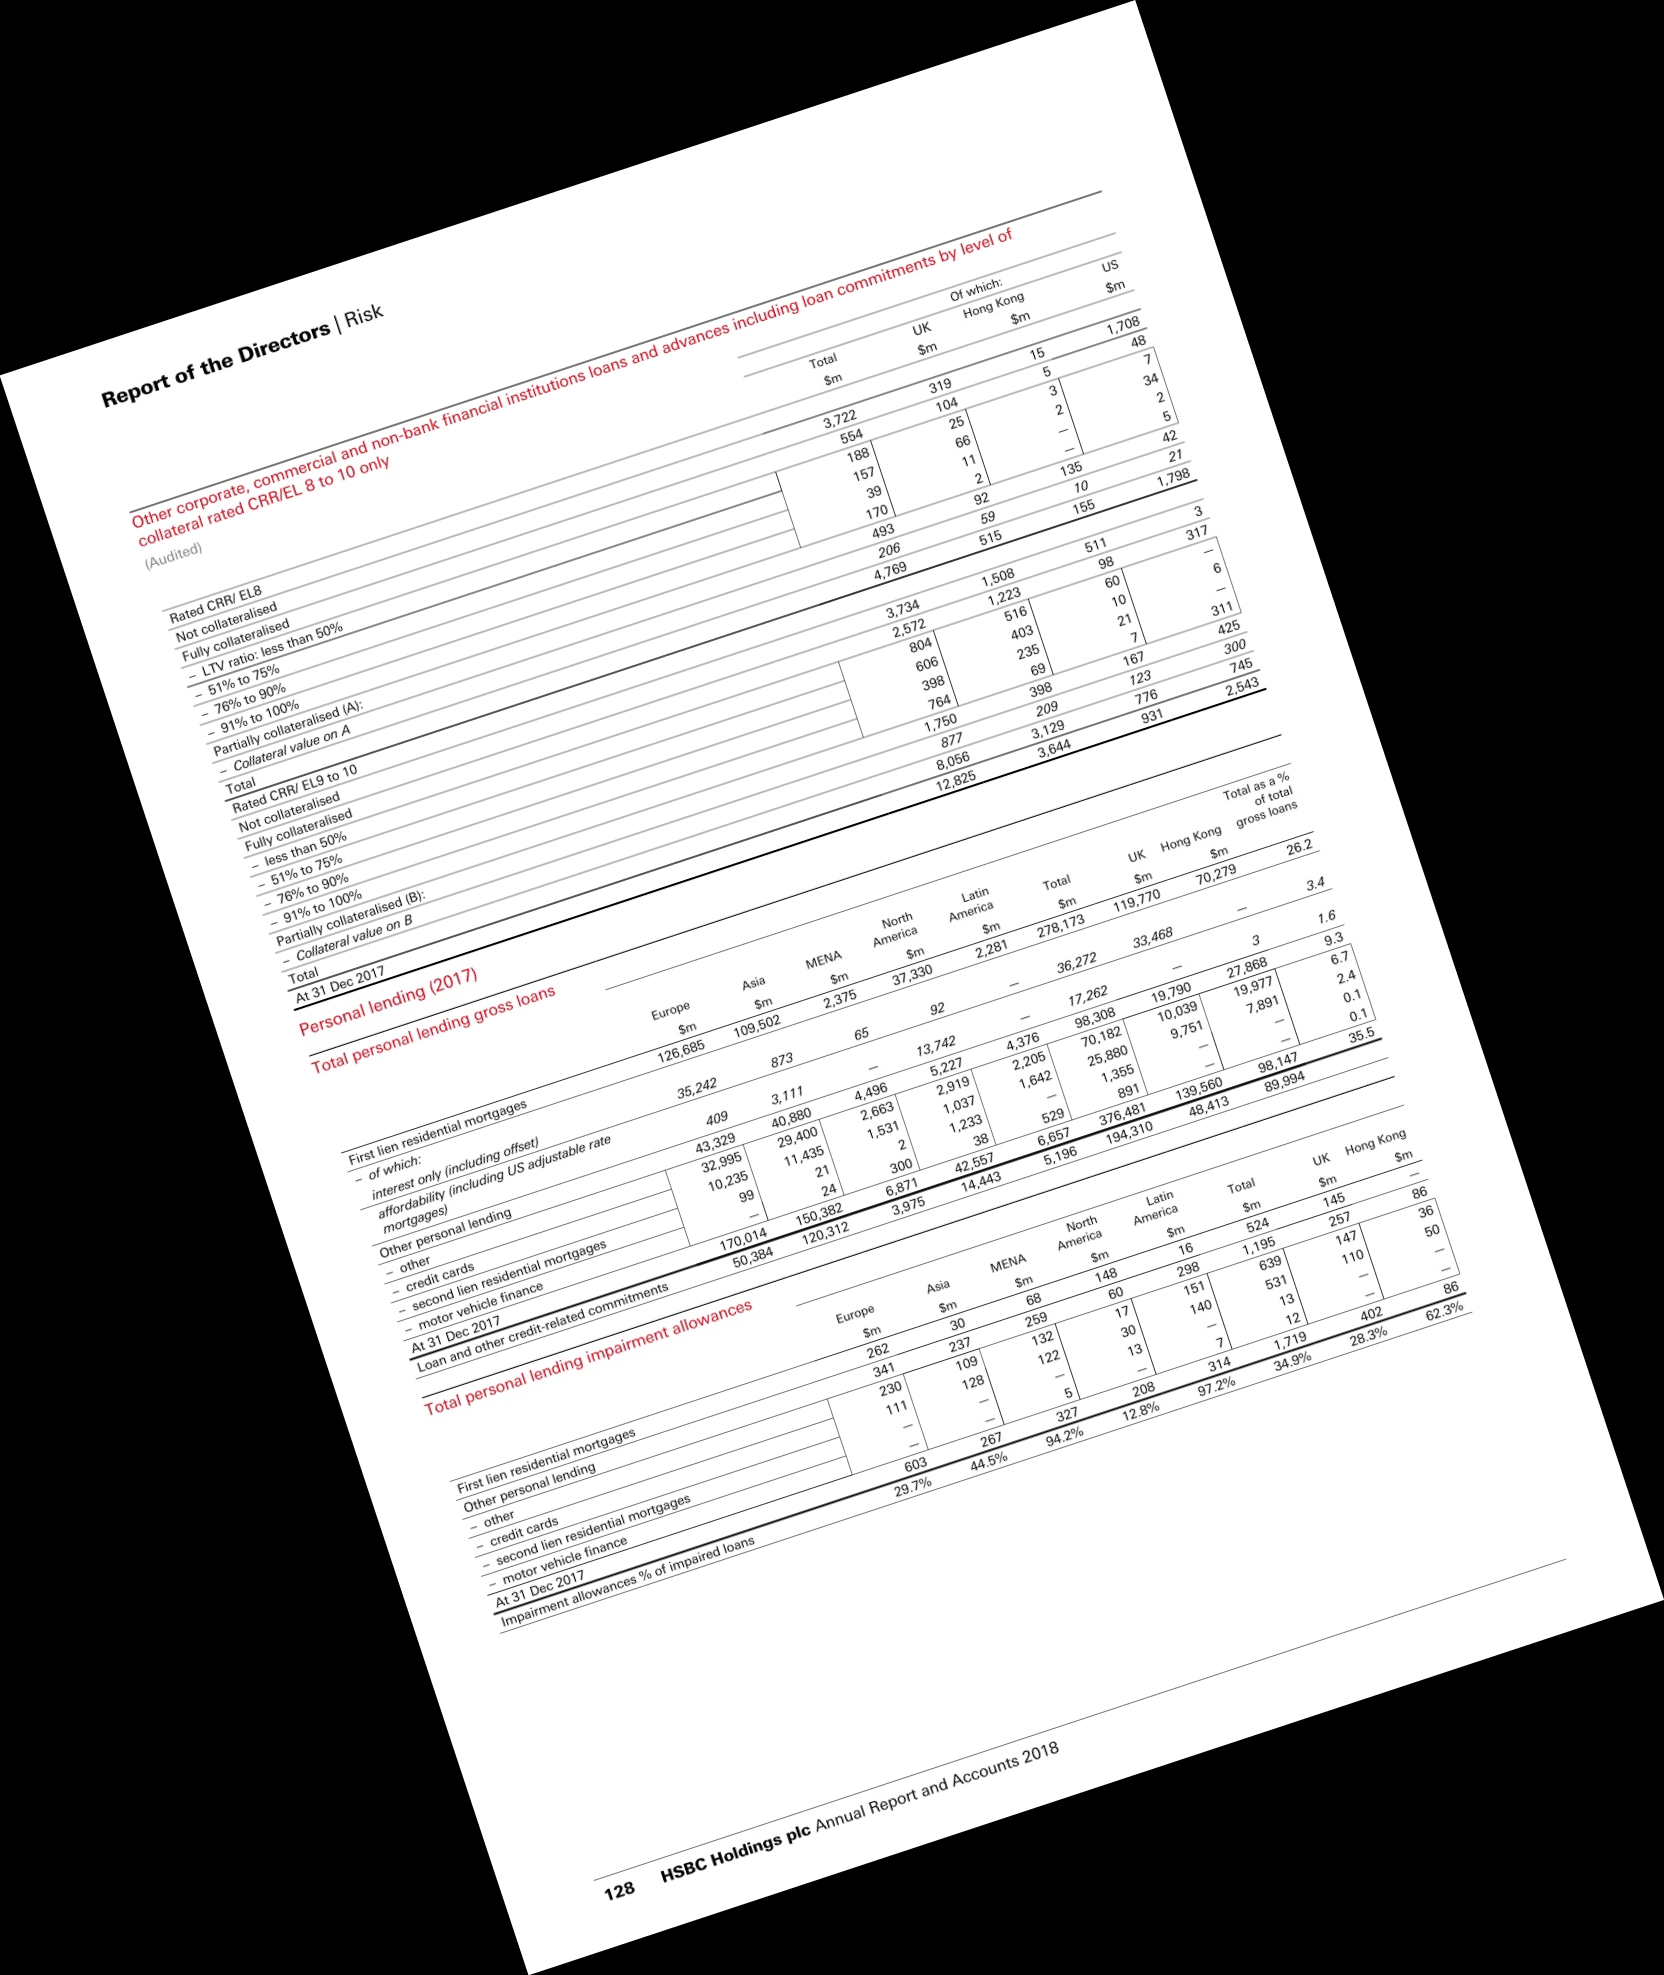 Report of the Directors | Risk
Other corporate, commercial and non-bank financial institutions loans and advances including loan commitments by level of
collateral rated CRR/EL 8 to 10 only
(Audited)
Of which:
Total UK Hong Kong US
$m $m $m $m
Rated CRR/ EL8
Not collateralised 3,722 319 15 1,708
Fully collateralised 554 104 5 48
– LTV ratio: less than 50% 188 25 3 7
– 51% to 75% 157 66 2 34
– 76% to 90% 39 11 — 2
– 91% to 100% 170 2 — 5
Partially collateralised (A): 493 92 135 42
– Collateral value on A 206 59 10 21
Total 4,769 515 155 1,798
Rated CRR/ EL9 to 10
Not collateralised 3,734 1,508 511 3
Fully collateralised 2,572 1,223 98 317
– less than 50% 804 516 60 —
– 51% to 75% 606 403 10 6
– 76% to 90% 398 235 21 —
– 91% to 100% 764 69 7 311
Partially collateralised (B): 1,750 398 167 425
– Collateral value on B 877 209 123 300
Total 8,056 3,129 776 745
At 31 Dec 2017 12,825 3,644 931 2,543
Personal lending (2017)
Total personal lending gross loans
Total as a %
of total
North Latin
Europe Asia MENA America America Total UK Hong Kong gross loans
$m $m $m $m $m $m $m $m
First lien residential mortgages 126,685 109,502 2,375 37,330 2,281 278,173 119,770 70,279 26.2
– of which:
interest only (including offset) 35,242 873 65 92 — 36,272 33,468 — 3.4
affordability (including US adjustable rate
mortgages) 409 3,111 — 13,742 — 17,262 — 3 1.6
Other personal lending 43,329 40,880 4,496 5,227 4,376 98,308 19,790 27,868 9.3
– other 32,995 29,400 2,663 2,919 2,205 70,182 10,039 19,977 6.7
– credit cards 10,235 11,435 1,531 1,037 1,642 25,880 9,751 7,891 2.4
– second lien residential mortgages 99 21 2 1,233 — 1,355 — — 0.1
– motor vehicle finance — 24 300 38 529 891 — — 0.1
At 31 Dec 2017 170,014 150,382 6,871 42,557 6,657 376,481 139,560 98,147 35.5
Loan and other credit-related commitments 50,384 120,312 3,975 14,443 5,196 194,310 48,413 89,994
Total personal lending impairment allowances
North Latin
Europe Asia MENA America America Total UK Hong Kong
$m $m $m $m $m $m $m $m
First lien residential mortgages 262 30 68 148 16 524 145 —
Other personal lending 341 237 259 60 298 1,195 257 86
– other 230 109 132 17 151 639 147 36
– credit cards 111 128 122 30 140 531 110 50
– second lien residential mortgages — — — 13 — 13 — —
– motor vehicle finance — — 5 — 7 12 — —
At 31 Dec 2017 603 267 327 208 314 1,719 402 86
Impairment allowances % of impaired loans 29.7% 44.5% 94.2% 12.8% 97.2% 34.9% 28.3% 62.3%
128 HSBC Holdings plc Annual Report and Accounts 2018